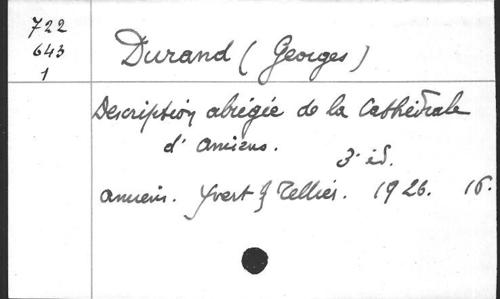 722
643
1
Durand (Georges)
Description abrégée de la Cathédrale
d'Amiens.
3e éd.
Amiens. Yvert & Tellier. 1926. 16.